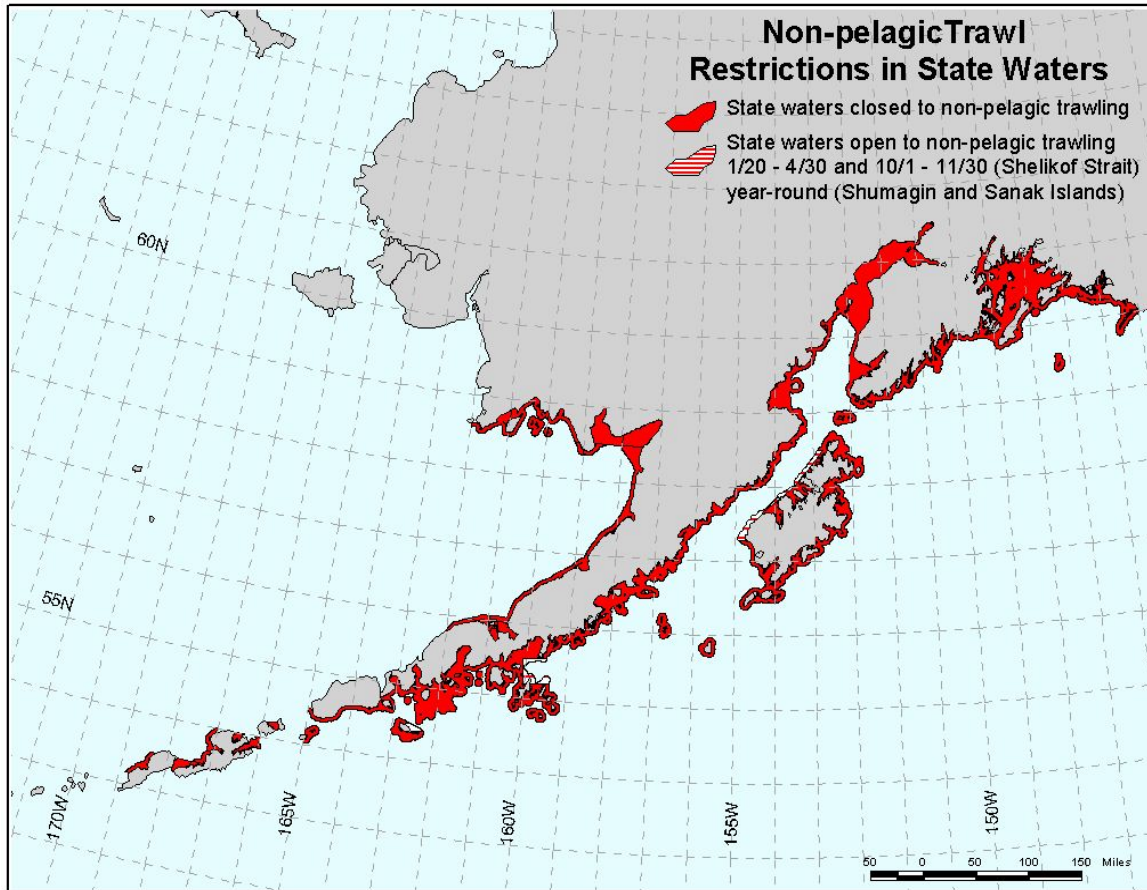 Non-pelagicTrawl
Restrictions in State Waters
State waters closed to non-pelagic trawling
State waters open to non-pelagic trawling
1/20 - 4/30 and 10/1 - 11/30 (Shelikof Strait)
year-round (Shumagin and Sanak Islands)
60N
55N
170W
165W
160W
155W
150W
50 0 50 100 150 Miles